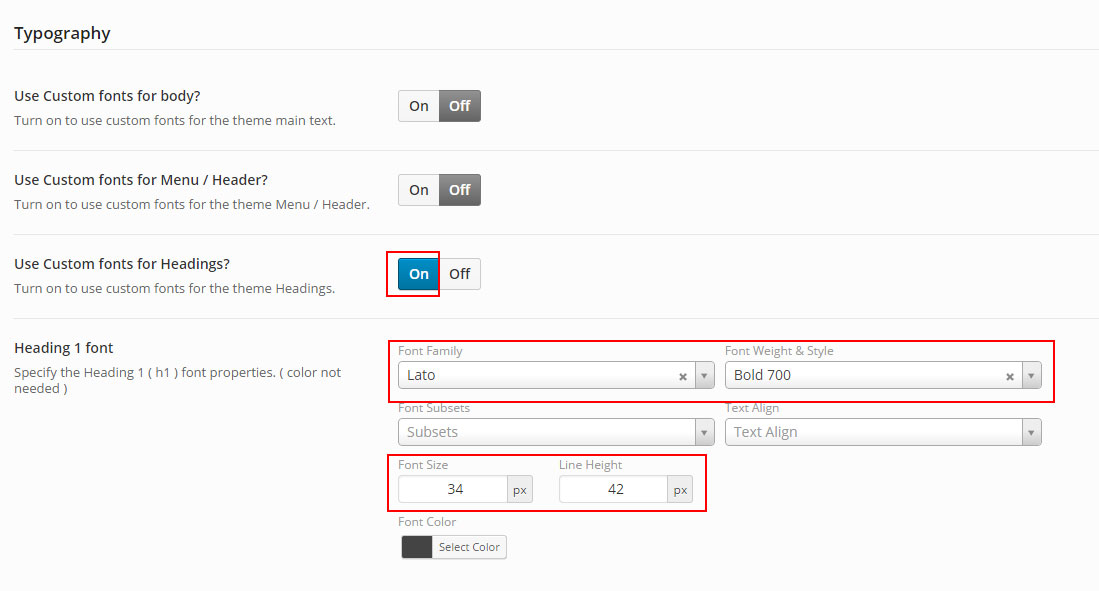 Typography
Use Custom fonts for body?
Turn on to use custom fonts for the theme main text.
On Off
Use Custom fonts for Menu / Header?
Turn on to use custom fonts for the theme Menu / Header.
On Off
Use Custom fonts for Headings?
Turn on to use custom fonts for the theme Headings.
On Off
Heading 1 font
Specify the Heading 1 ( h1 ) font properties. ( color not
needed )
Font Family Font Weight & Style
Lato Bold 700
Font Subsets Text Align
Subsets Text Align
Font Size Line Height
34 px 42 px
Font Color
Select Color